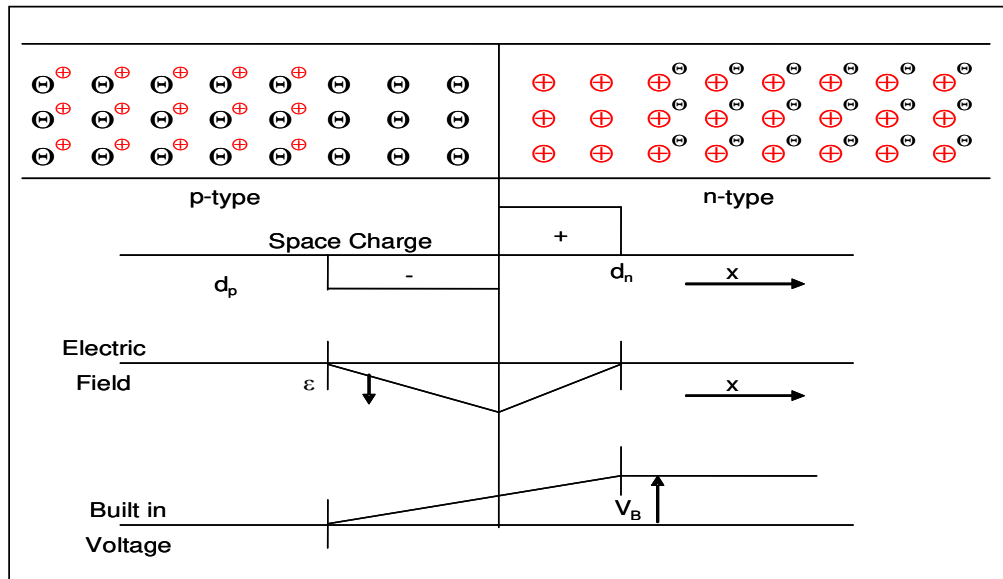 p-type
n-type
Space Charge
+
-
dp
dn
x
Electric
Field
ε
x
Built in
Voltage
VB